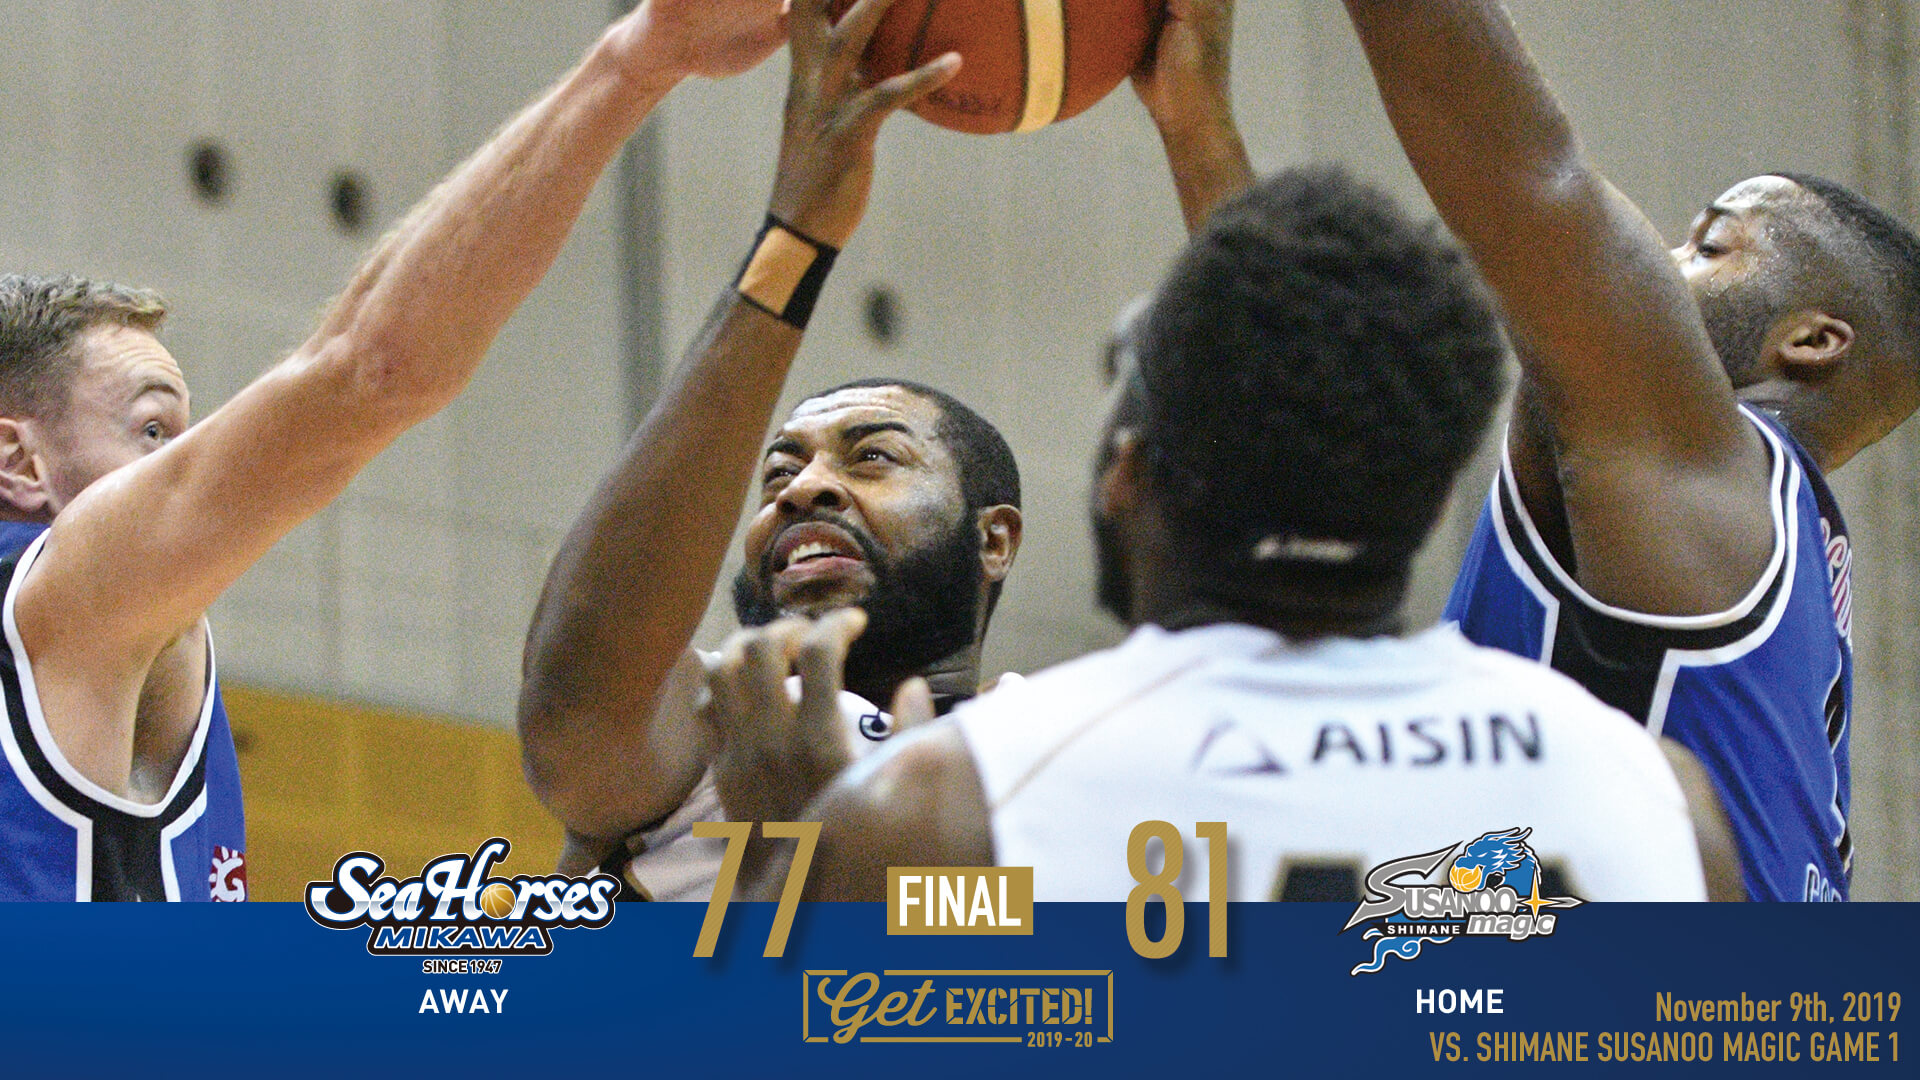 AISIN
77
FINAL
81
SeaHorses
MIKAWA
SINCE 1947
AWAY
SUSANOO
SHIMANE magic
HOME
Get EXCITED!
2019-20
November 9th, 2019
VS. SHIMANE SUSANOO MAGIC GAME 1